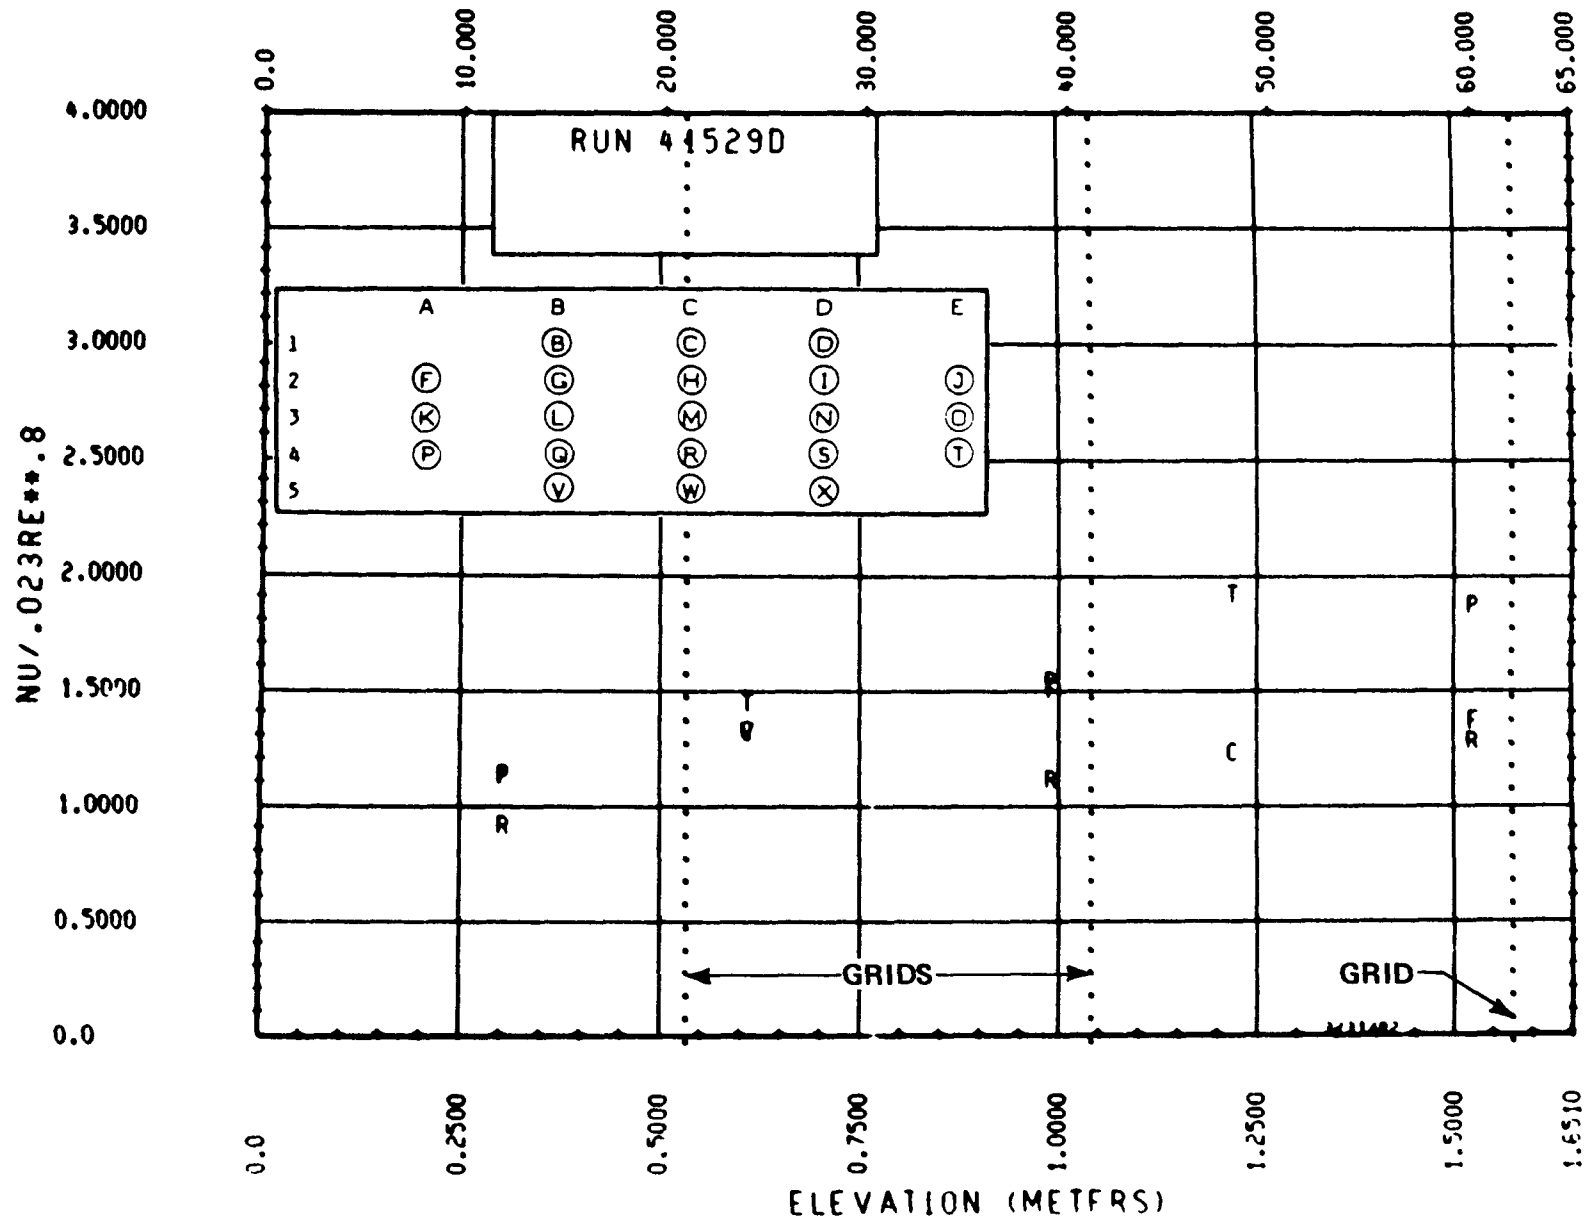 0.0 10.000 20.000 30.000 40.000 50.000 60.000 65.000
4.0000
RUN 41529D
3.5000
A B C D E
3.0000 1 B C D
2 F G H I J
3 K L M N O
2.5000 4 P Q R S T
5 V W X
NU/.023RE**.8
2.0000
T P
1.5000
P
F
R
C
P R
1.0000
R
0.5000
GRIDS GRID
0.0
0.0 0.2500 0.5000 0.7500 1.0000 1.2500 1.5000 1.6510
ELEVATION (METERS)